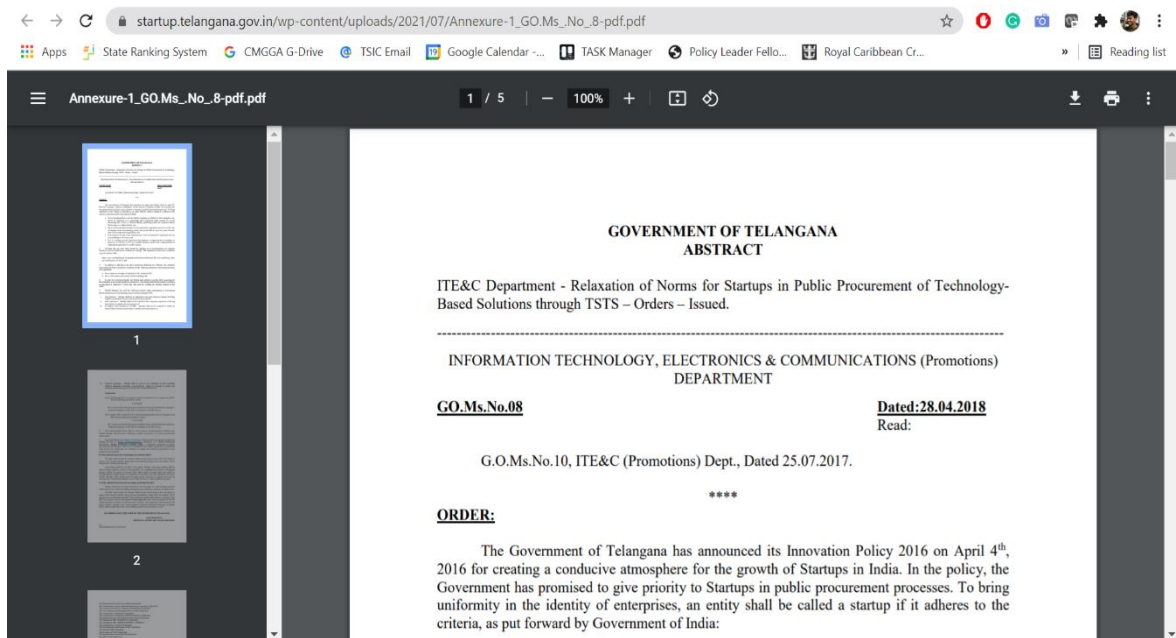 startup.telangana.gov.in/wp-content/uploads/2021/07/Annexure-1_GO.Ms_.No_.8-pdf.pdf
Apps State Ranking System CMGGA G-Drive TSIC Email Google Calendar -... TASK Manager Policy Leader Fello... Royal Caribbean Cr... » Reading list
Annexure-1_GO.Ms_.No_.8-pdf.pdf 1 / 5 100%
GOVERNMENT OF TELANGANA
ABSTRACT
ITE&C Department - Relaxation of Norms for Startups in Public Procurement of Technology-
Based Solutions through TSTS – Orders – Issued.
INFORMATION TECHNOLOGY, ELECTRONICS & COMMUNICATIONS (Promotions)
DEPARTMENT
GO.Ms.No.08 Dated:28.04.2018
Read:
G.O.Ms.No.10, ITE&C (Promotions) Dept., Dated 25.07.2017.
****
ORDER:
The Government of Telangana has announced its Innovation Policy 2016 on April 4th,
2016 for creating a conducive atmosphere for the growth of Startups in India. In the policy, the
Government has promised to give priority to Startups in public procurement processes. To bring
uniformity in the identity of enterprises, an entity shall be called a startup if it adheres to the
criteria, as put forward by Government of India:
1
2